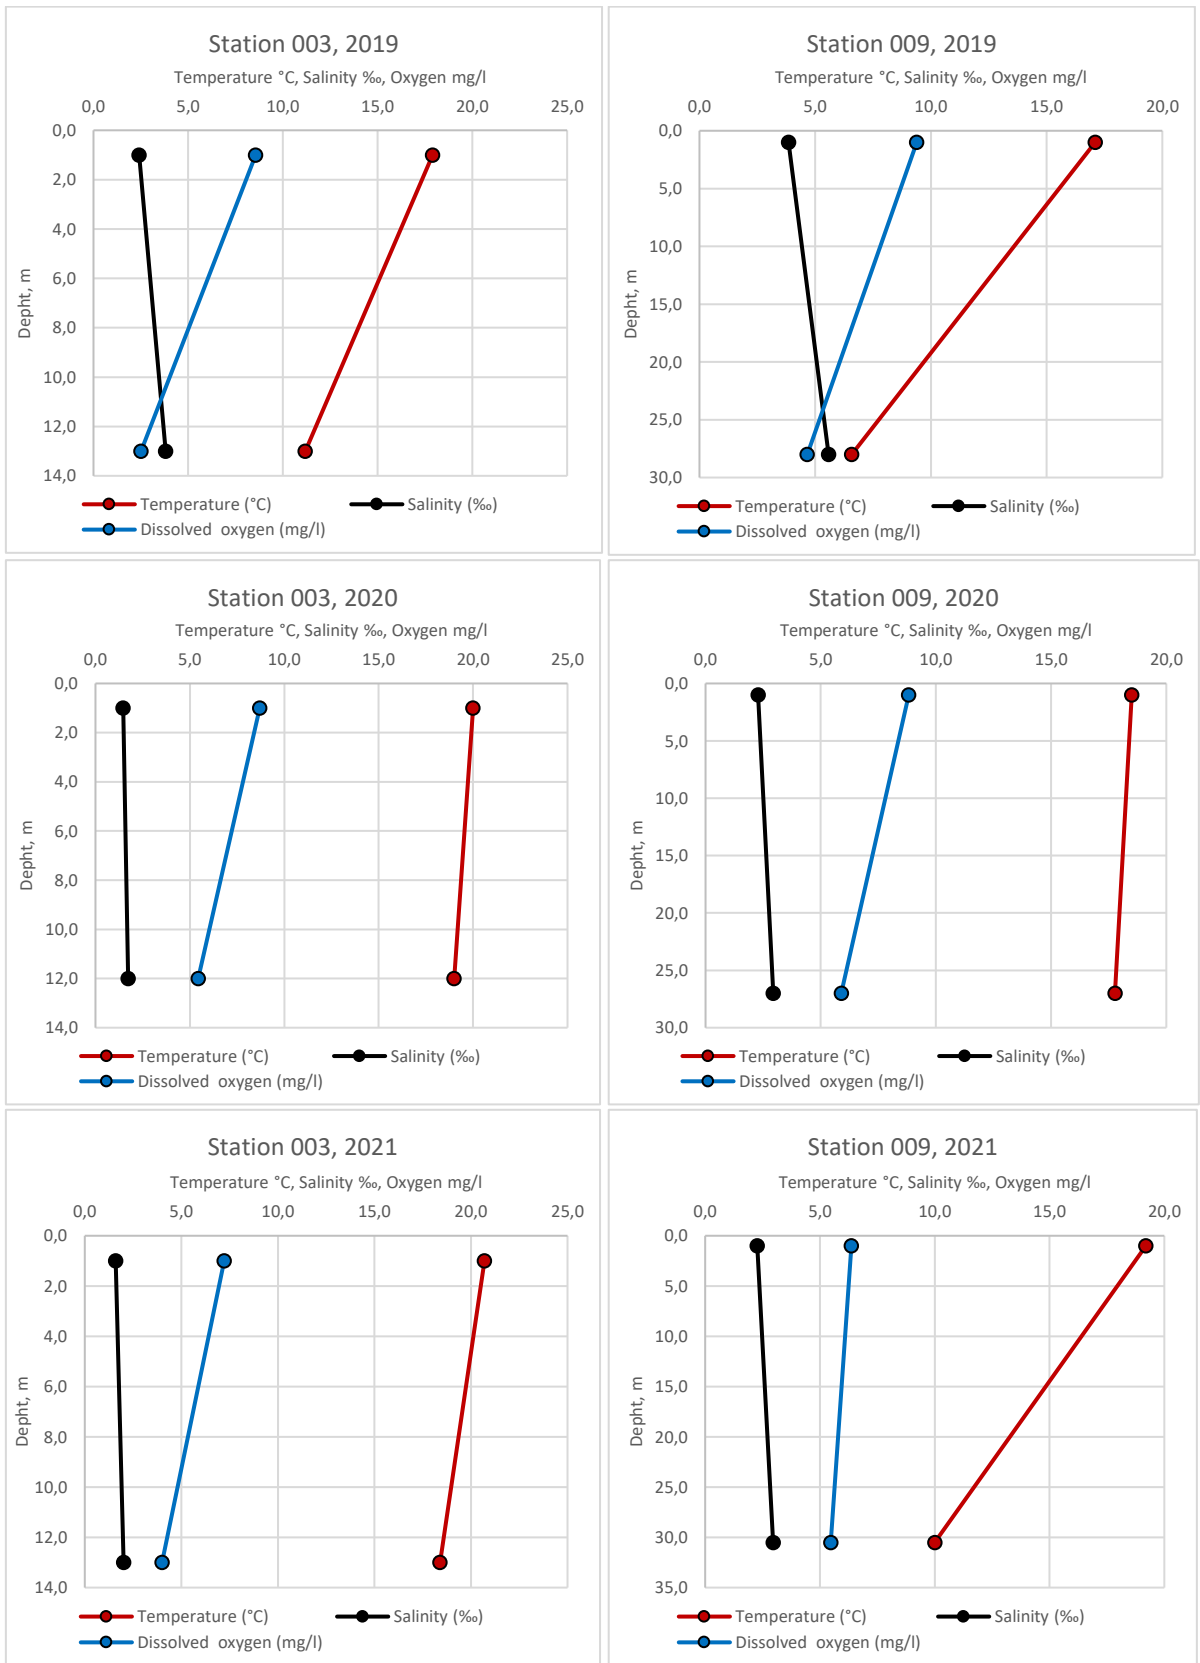 Station 003, 2019
Temperature °C, Salinity ‰, Oxygen mg/l
0,0 5,0 10,0 15,0 20,0 25,0
0,0
2,0
4,0
6,0
8,0
10,0
12,0
14,0
Depht, m
Temperature (°C) Salinity (‰)
Dissolved oxygen (mg/l)
Station 009, 2019
Temperature °C, Salinity ‰, Oxygen mg/l
0,0 5,0 10,0 15,0 20,0
0,0
5,0
10,0
15,0
20,0
25,0
30,0
Depht, m
Temperature (°C) Salinity (‰)
Dissolved oxygen (mg/l)
Station 003, 2020
Temperature °C, Salinity ‰, Oxygen mg/l
0,0 5,0 10,0 15,0 20,0 25,0
0,0
2,0
4,0
6,0
8,0
10,0
12,0
14,0
Depht, m
Temperature (°C) Salinity (‰)
Dissolved oxygen (mg/l)
Station 009, 2020
Temperature °C, Salinity ‰, Oxygen mg/l
0,0 5,0 10,0 15,0 20,0
0,0
5,0
10,0
15,0
20,0
25,0
30,0
Depht, m
Temperature (°C) Salinity (‰)
Dissolved oxygen (mg/l)
Station 003, 2021
Temperature °C, Salinity ‰, Oxygen mg/l
0,0 5,0 10,0 15,0 20,0 25,0
0,0
2,0
4,0
6,0
8,0
10,0
12,0
14,0
Depht, m
Temperature (°C) Salinity (‰)
Dissolved oxygen (mg/l)
Station 009, 2021
Temperature °C, Salinity ‰, Oxygen mg/l
0,0 5,0 10,0 15,0 20,0
0,0
5,0
10,0
15,0
20,0
25,0
30,0
35,0
Depht, m
Temperature (°C) Salinity (‰)
Dissolved oxygen (mg/l)